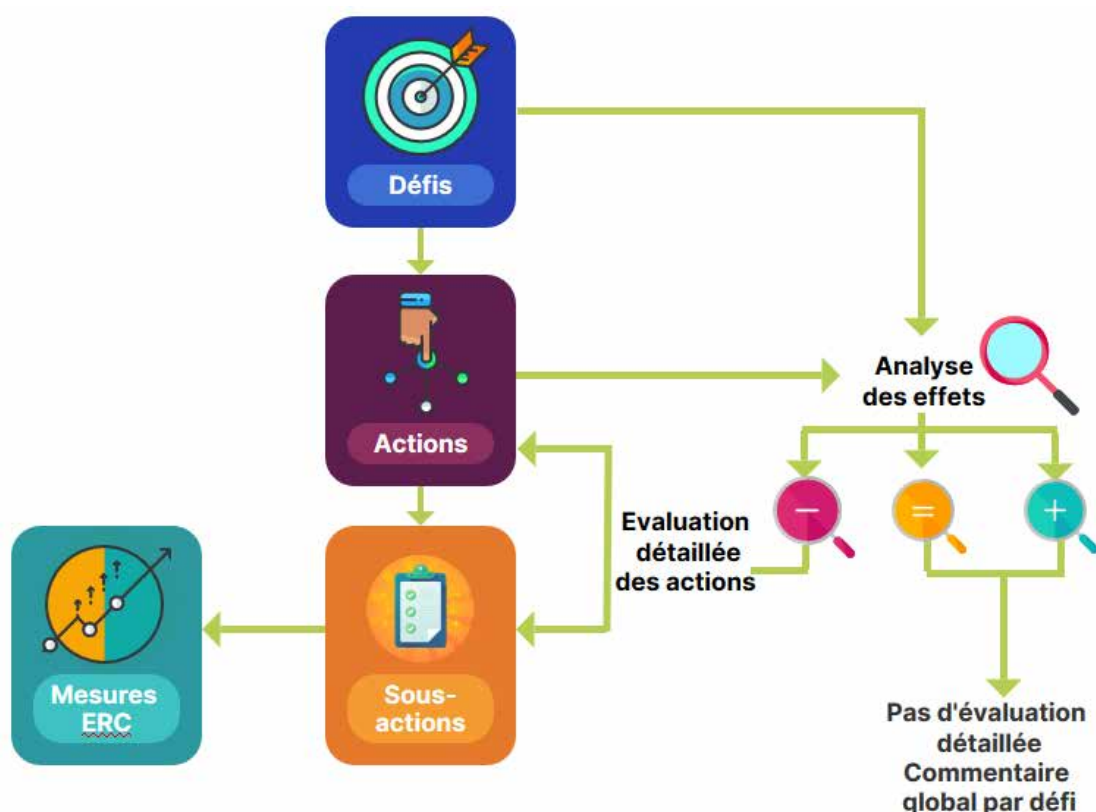 Défis
Analyse
des effets
Actions
−
=
+
Evaluation
détaillée
des actions
Mesures
ERC
Sous-
actions
Pas d'évaluation
détaillée
Commentaire
global par défi